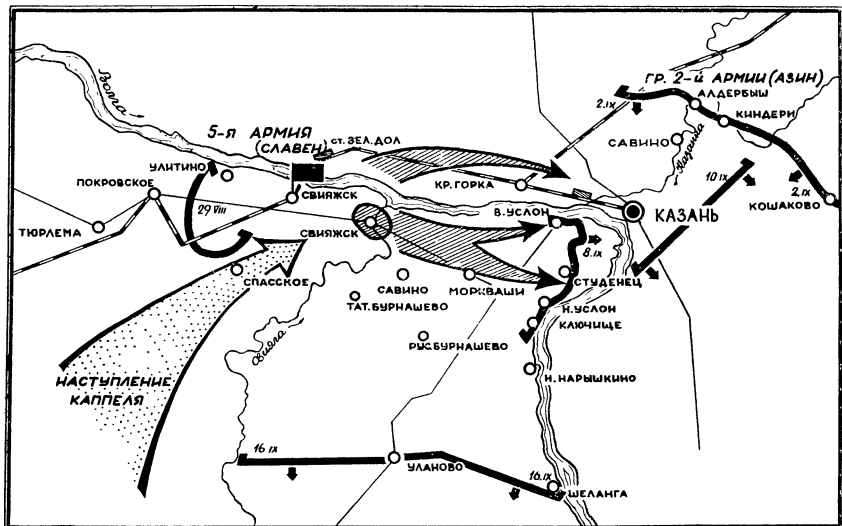 Волга
5-я АРМИЯ
(СЛАВЕН)
СТ. ЗЕЛ. ДОЛ
ГР. 2-й АРМИИ (АЗИН)
2.IX
АЛДЕРБЫШ
КИНДЕРИ
САВИНО
Казанка
10 IX
2 IX
КОШАКОВО
УЛИТИНО
ПОКРОВСКОЕ
29 VIII
СВИЯЖСК
КР. ГОРКА
КАЗАНЬ
ТЮРЛЕМА
СВИЯЖСК
В. УСЛОН
8.IX
СПАССКОЕ
САВИНО
МОРКВАШИ
СТУДЕНЕЦ
ТАТ. БУРНАШЕВО
Н. УСЛОН
КЛЮЧИЩЕ
Свияга
РУС. БУРНАШЕВО
Н. НАРЫШКИНО
НАСТУПЛЕНИЕ
КАППЕЛЯ
16 IX
УЛАНОВО
16.IX
ШЕЛАНГА